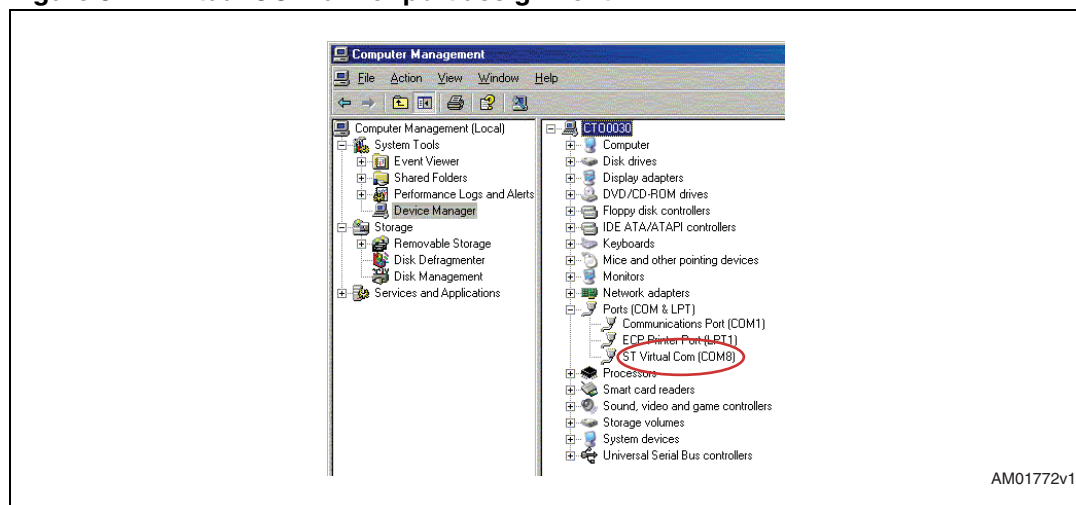 Computer Management
File Action View Window Help
Computer Management (Local)
System Tools
Event Viewer
Shared Folders
Performance Logs and Alerts
Device Manager
Storage
Removable Storage
Disk Defragmenter
Disk Management
Services and Applications
CTO0030
Computer
Disk drives
Display adapters
DVD/CD-ROM drives
Floppy disk controllers
IDE ATA/ATAPI controllers
Keyboards
Mice and other pointing devices
Monitors
Network adapters
Ports (COM & LPT)
Communications Port (COM1)
ECP Printer Port (LPT1)
ST Virtual Com (COM8)
Processors
Smart card readers
Sound, video and game controllers
Storage volumes
System devices
Universal Serial Bus controllers
AM01772v1